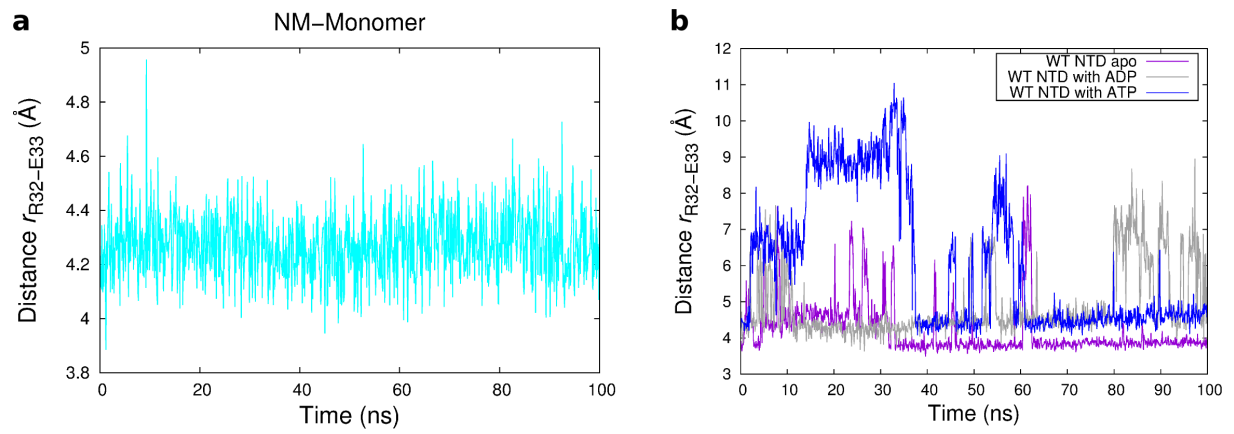 a
NM−Monomer
5
4.8
4.6
4.4
4.2
4
3.8
Distance rR32−E33 (Å)
0 20 40 60 80 100
Time (ns)
b
12
11
10
9
8
7
6
5
4
3
Distance rR32−E33 (Å)
WT NTD apo
WT NTD with ADP
WT NTD with ATP
0 10 20 30 40 50 60 70 80 90 100
Time (ns)